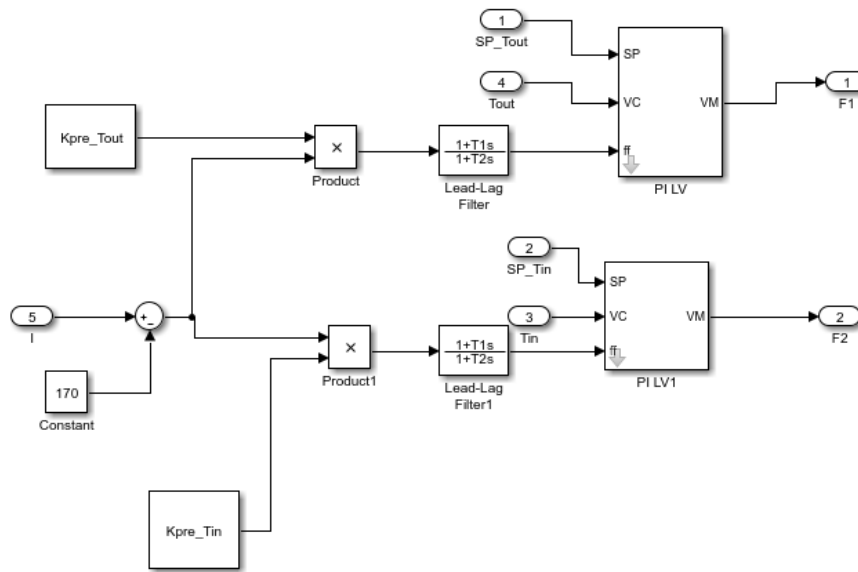 1
SP_Tout
4
Tout
SP
VC
ff
VM
PI LV
1
F1
Kpre_Tout
×
Product
1+T1s
1+T2s
Lead-Lag
Filter
2
SP_Tin
3
Tin
SP
VC
ff
VM
PI LV1
2
F2
5
I
+
−
170
Constant
×
Product1
1+T1s
1+T2s
Lead-Lag
Filter1
Kpre_Tin